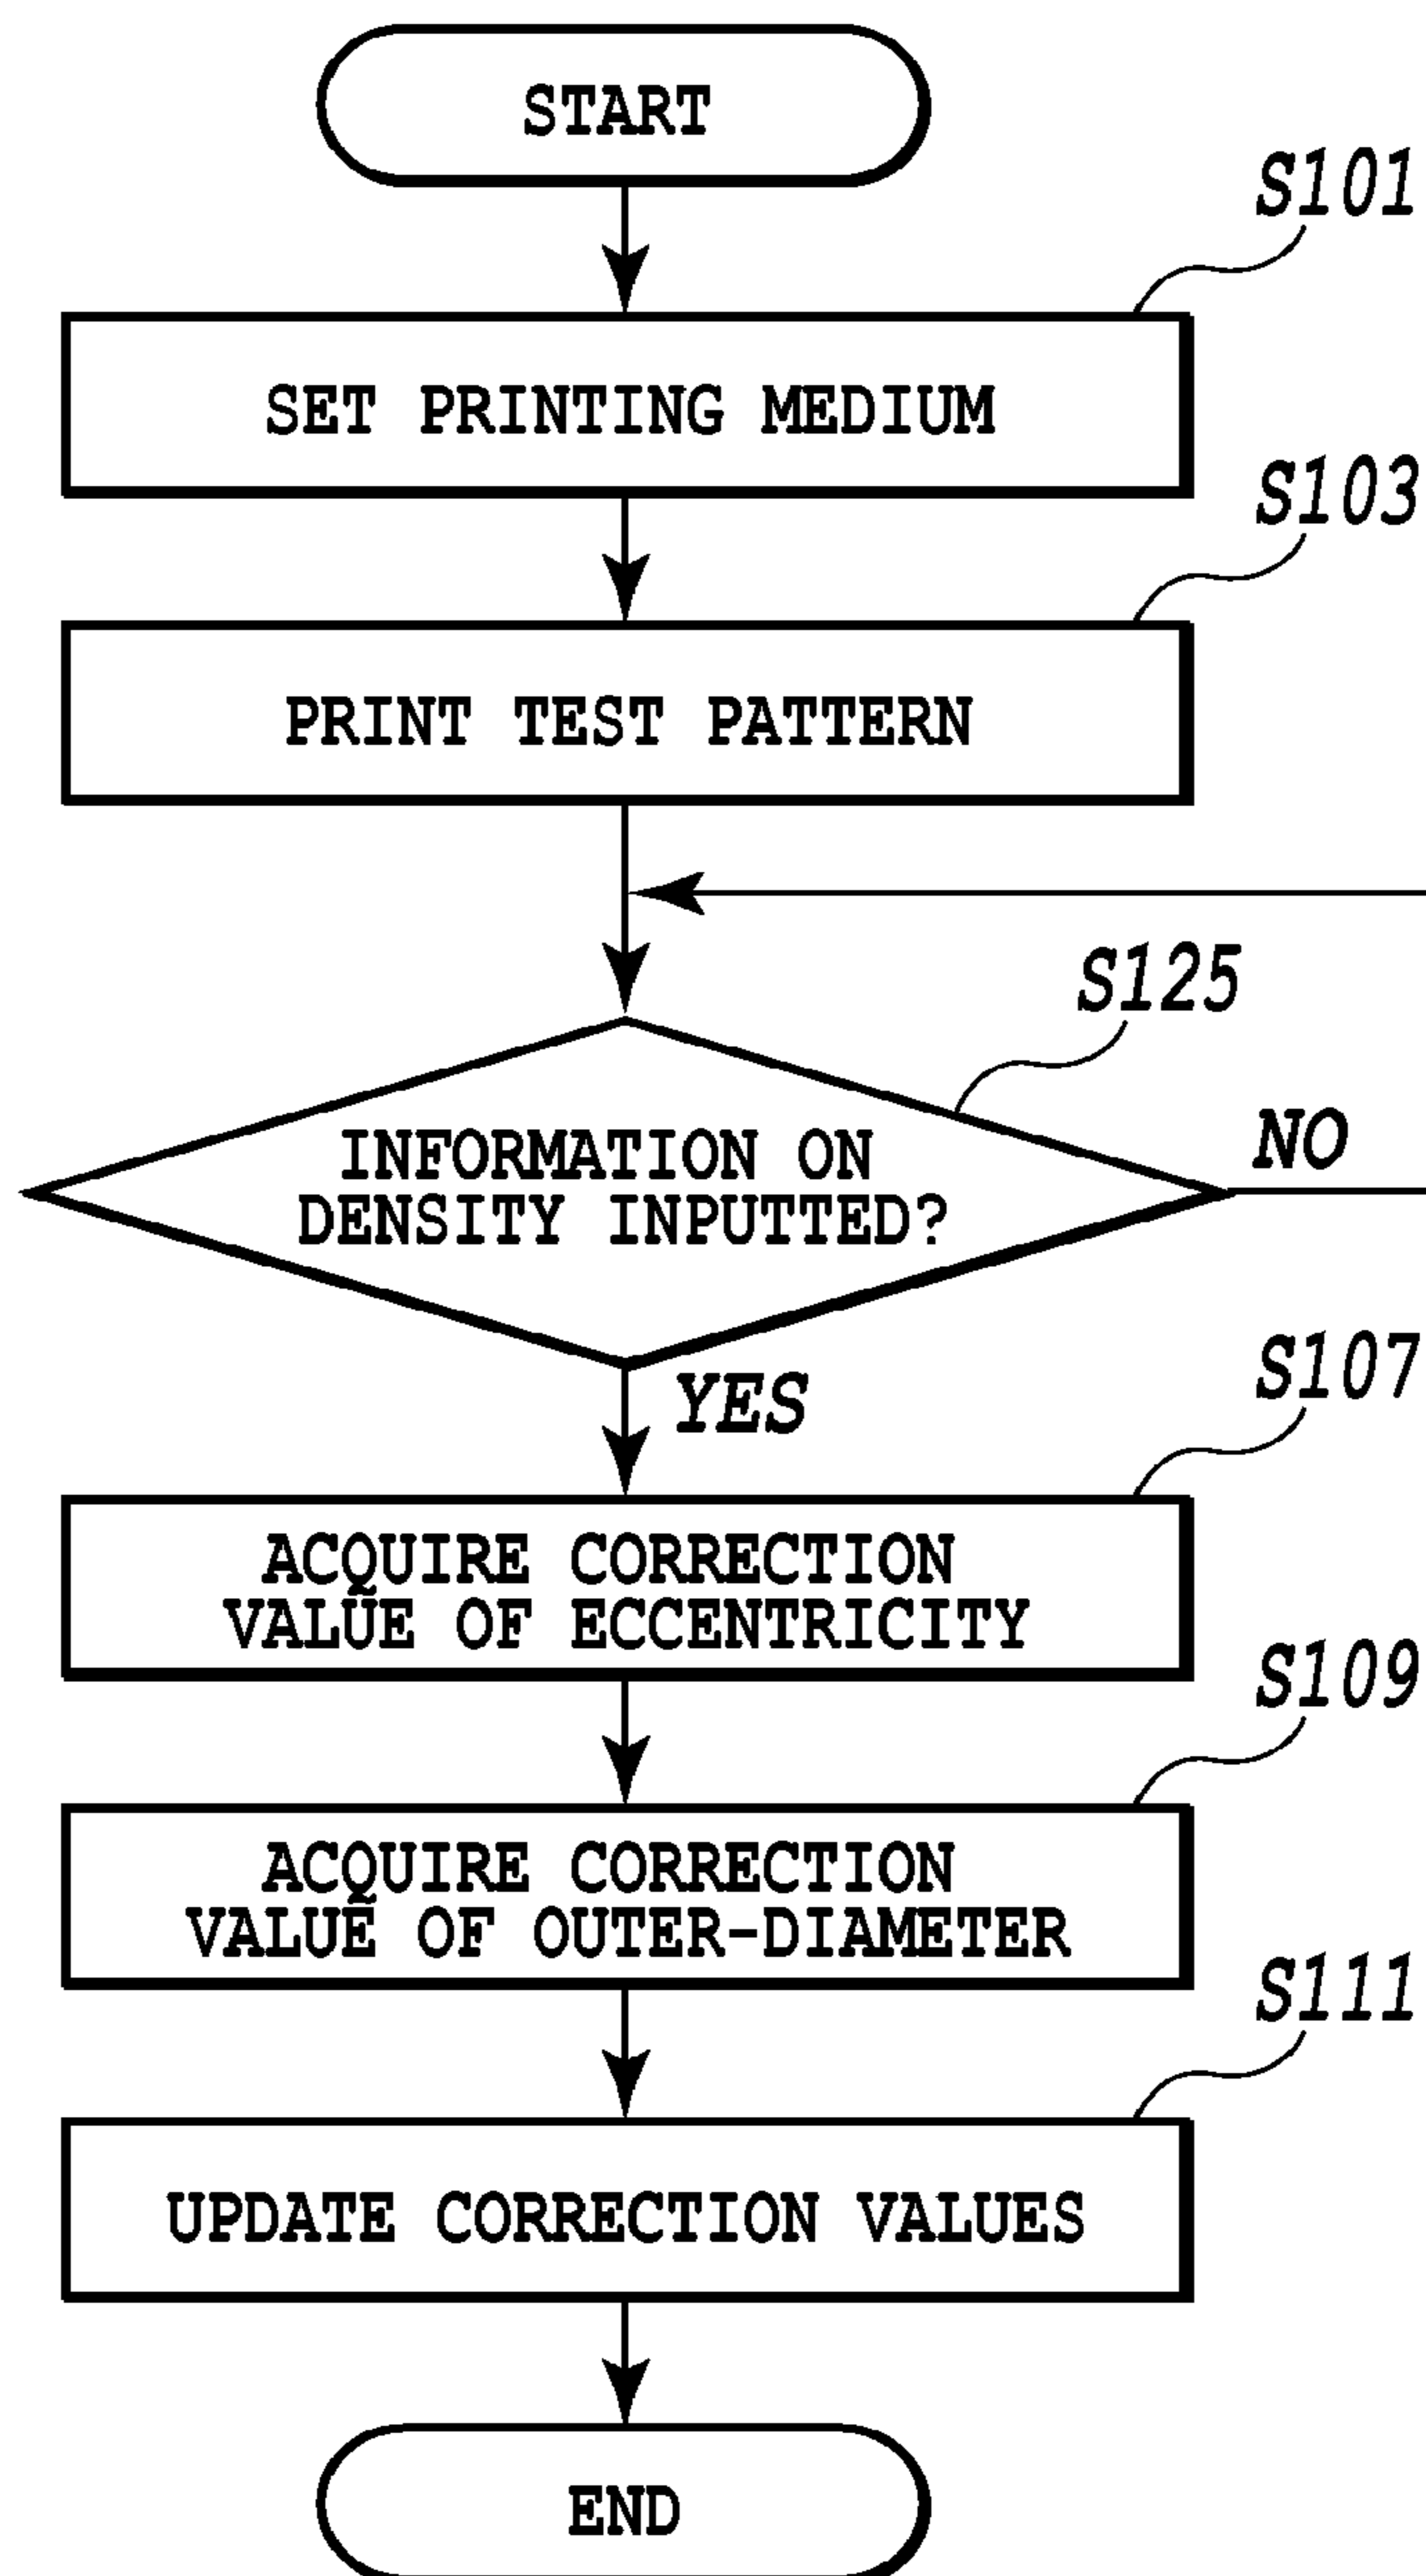 START
S101
SET PRINTING MEDIUM
S103
PRINT TEST PATTERN
S125
INFORMATION ON
DENSITY INPUTTED?
NO
YES
S107
ACQUIRE CORRECTION
VALUE OF ECCENTRICITY
S109
ACQUIRE CORRECTION
VALUE OF OUTER-DIAMETER
S111
UPDATE CORRECTION VALUES
END